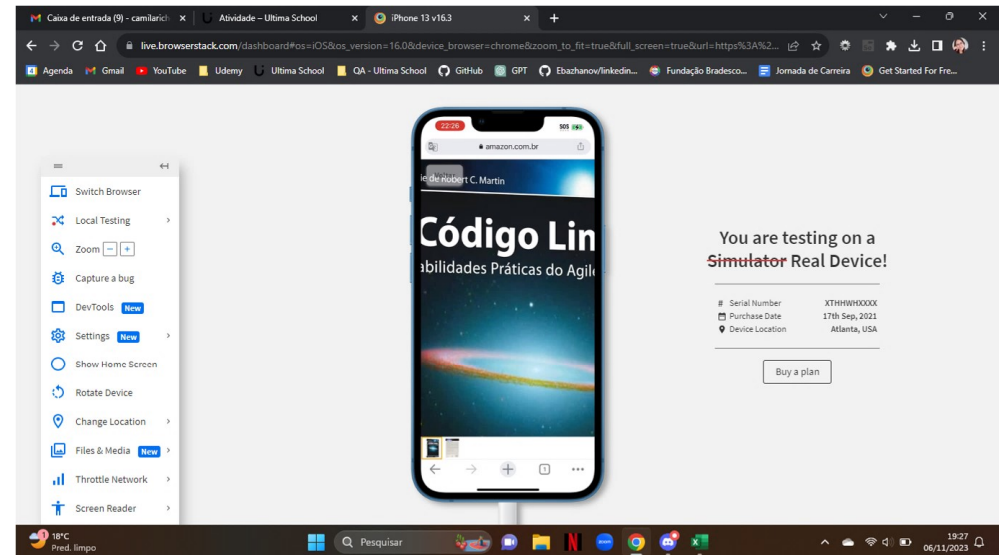 Caixa de entrada (9) - camilarich
Atividade – Ultima School
iPhone 13 v16.3
live.browserstack.com/dashboard#os=iOS&os_version=16.0&device_browser=chrome&zoom_to_fit=true&full_screen=true&url=https%3A%2...
Agenda
Gmail
YouTube
Udemy
Ultima School
QA - Ultima School
GitHub
GPT
Ebazhanov/linkedin...
Fundação Bradesco...
Jornada de Carreira
Get Started For Fre...
Switch Browser
Local Testing
Zoom
Capture a bug
DevTools New
Settings New
Show Home Screen
Rotate Device
Change Location
Files & Media New
Throttle Network
Screen Reader
22:26
SOS
amazon.com.br
ie de Robert C. Martin
Código Lin
abilidades Práticas do Agile
1
You are testing on a
Simulator Real Device!
# Serial Number XTHHWHXXXX
Purchase Date 17th Sep, 2021
Device Location Atlanta, USA
Buy a plan
1
18°C
Pred. limpo
Pesquisar
zoom
19:27
06/11/2023